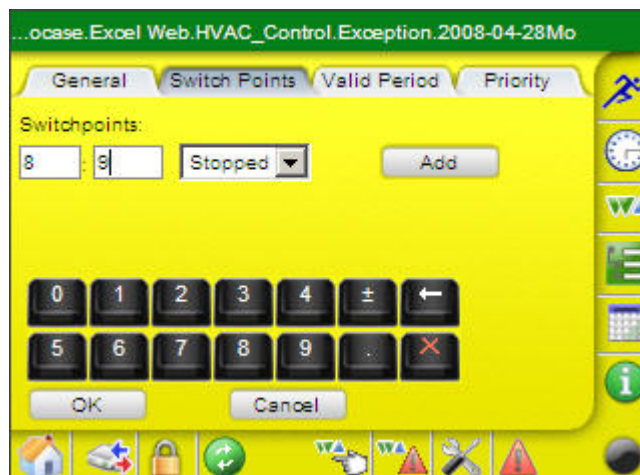 ...ocase.Excel Web.HVAC_Control.Exception.2008-04-28Mo
General Switch Points Valid Period Priority
Switchpoints:
8 : 9 Stopped Add
0 1 2 3 4 ±
5 6 7 8 9 .
OK Cancel